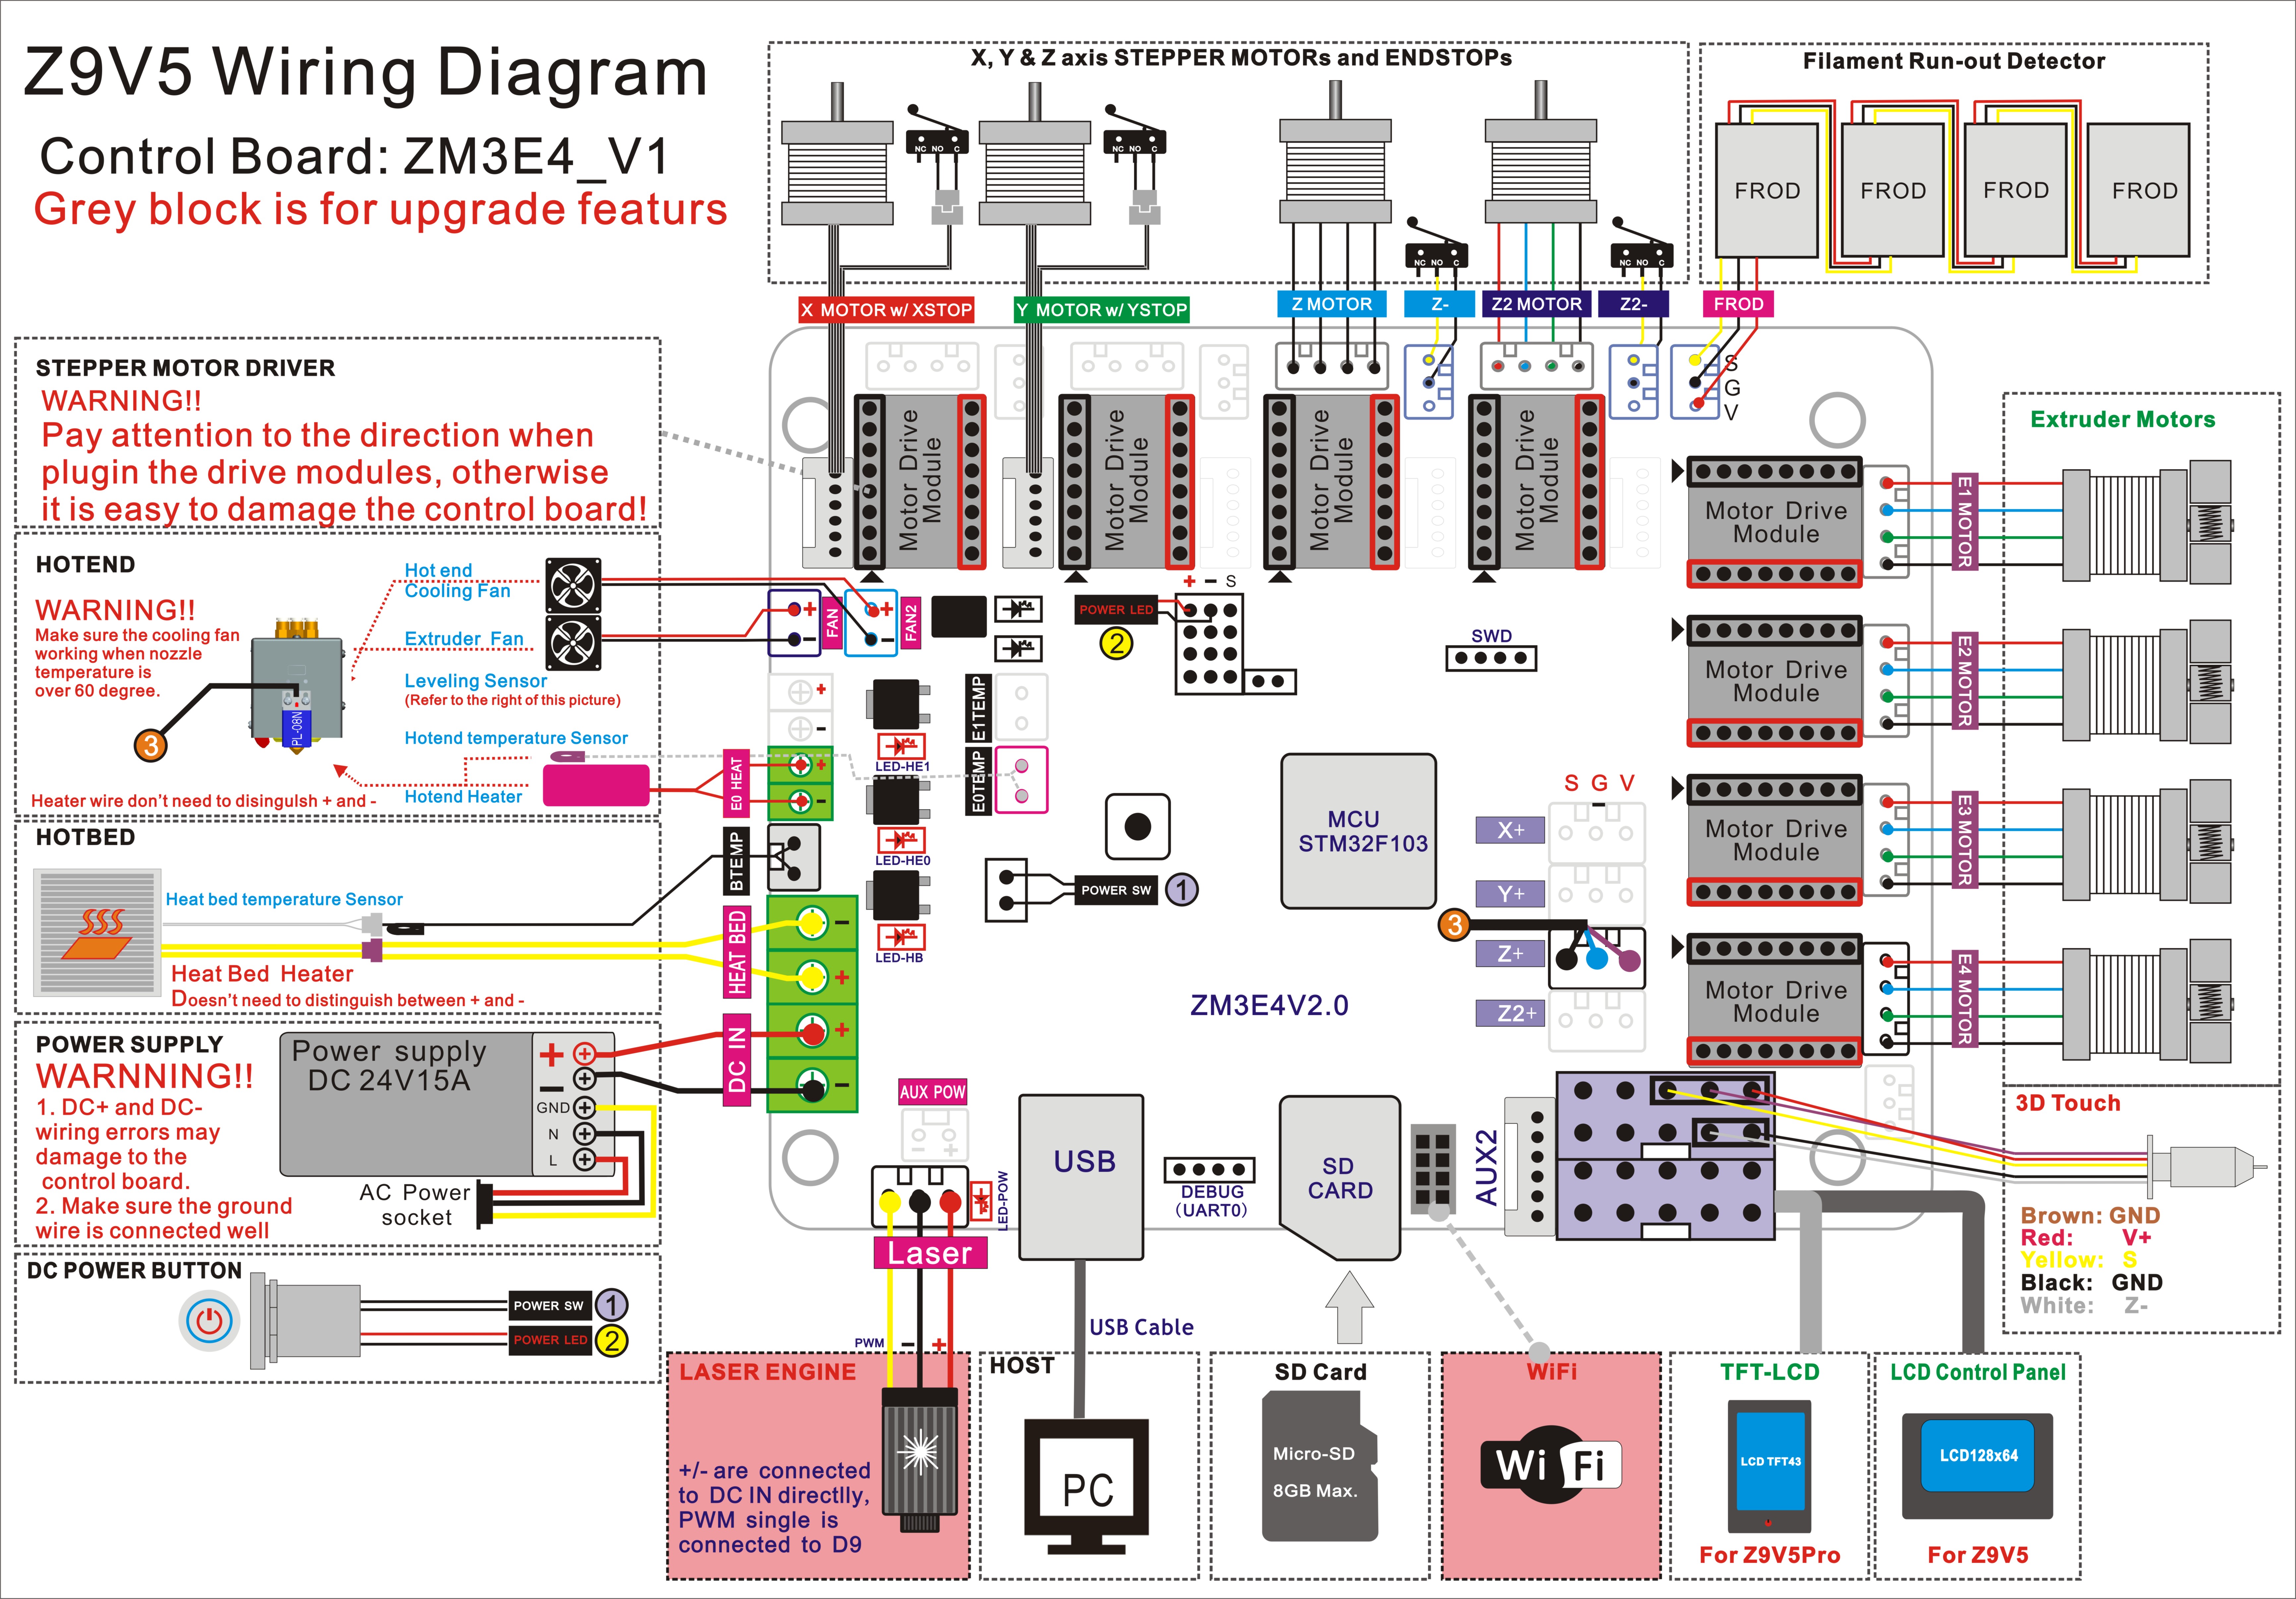 Z9V5 Wiring Diagram
Control Board: ZM3E4_V1
Grey block is for upgrade featurs
X, Y & Z axis STEPPER MOTORs and ENDSTOPs
NC NO C
NC NO C
NC NO C
NC NO C
Filament Run-out Detector
FROD
FROD
FROD
FROD
X MOTOR w/ XSTOP
Y MOTOR w/ YSTOP
Z MOTOR
Z-
Z2 MOTOR
Z2-
FROD
S
G
V
STEPPER MOTOR DRIVER
WARNING!!
Pay attention to the direction when
plugin the drive modules, otherwise
it is easy to damage the control board!
Motor Drive
Module
Motor Drive
Module
Motor Drive
Module
Motor Drive
Module
Extruder Motors
Motor Drive
Module
E1 MOTOR
Motor Drive
Module
E2 MOTOR
Motor Drive
Module
E3 MOTOR
Motor Drive
Module
E4 MOTOR
HOTEND
WARNING!!
Make sure the cooling fan
working when nozzle
temperature is
over 60 degree.
Hot end
Cooling Fan
Extruder Fan
Leveling Sensor
(Refer to the right of this picture)
Hotend temperature Sensor
Hotend Heater
PL-08N
3
Heater wire don't need to disingulsh + and -
+
-
FAN
+
-
FAN2
+ - S
POWER LED
2
SWD
+
-
E1TEMP
LED-HE1
E0 HEAT
+
-
E0TEMP
LED-HE0
BTEMP
LED-HB
POWER SW
1
MCU
STM32F103
S G V
X+
Y+
3
Z+
Z2+
HOTBED
Heat bed temperature Sensor
Heat Bed Heater
Doesn't need to distinguish between + and -
HEAT BED
-
+
DC IN
+
-
ZM3E4V2.0
POWER SUPPLY
WARNNING!!
1. DC+ and DC-
wiring errors may
damage to the
control board.
2. Make sure the ground
wire is connected well
Power supply
DC 24V15A
+
-
GND
N
L
AC Power
socket
AUX POW
- +
LED-POW
Laser
USB
DEBUG
(UART0)
SD
CARD
AUX2
3D Touch
Brown: GND
Red: V+
Yellow: S
Black: GND
White: Z-
DC POWER BUTTON
POWER SW
1
POWER LED
2
PWM - +
USB Cable
LASER ENGINE
+/- are connected
to DC IN directlly,
PWM single is
connected to D9
HOST
PC
SD Card
Micro-SD
8GB Max.
WiFi
Wi Fi
TFT-LCD
LCD TFT43
For Z9V5Pro
LCD Control Panel
LCD128x64
For Z9V5